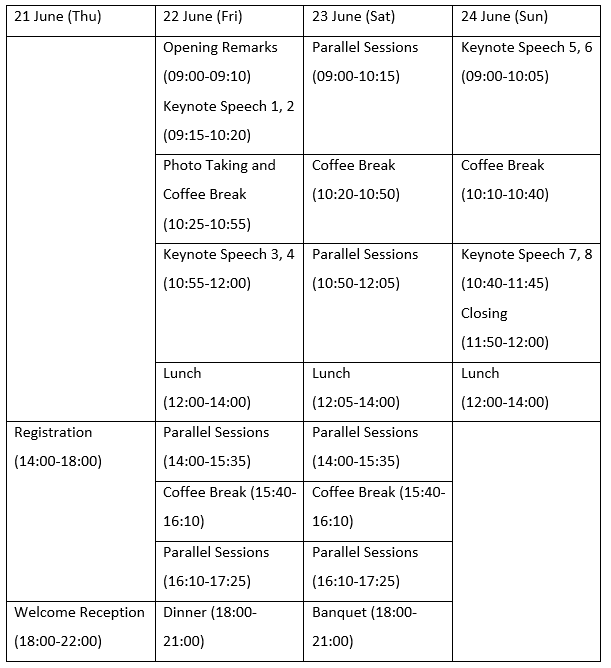 21 June (Thu)
22 June (Fri)
23 June (Sat)
24 June (Sun)
Opening Remarks
(09:00-09:10)
Keynote Speech 1, 2
(09:15-10:20)
Parallel Sessions
(09:00-10:15)
Keynote Speech 5, 6
(09:00-10:05)
Photo Taking and
Coffee Break
(10:25-10:55)
Coffee Break
(10:20-10:50)
Coffee Break
(10:10-10:40)
Keynote Speech 3, 4
(10:55-12:00)
Parallel Sessions
(10:50-12:05)
Keynote Speech 7, 8
(10:40-11:45)
Closing
(11:50-12:00)
Lunch
(12:00-14:00)
Lunch
(12:05-14:00)
Lunch
(12:00-14:00)
Registration
(14:00-18:00)
Parallel Sessions
(14:00-15:35)
Parallel Sessions
(14:00-15:35)
Coffee Break (15:40-
16:10)
Coffee Break (15:40-
16:10)
Parallel Sessions
(16:10-17:25)
Parallel Sessions
(16:10-17:25)
Welcome Reception
(18:00-22:00)
Dinner (18:00-
21:00)
Banquet (18:00-
21:00)